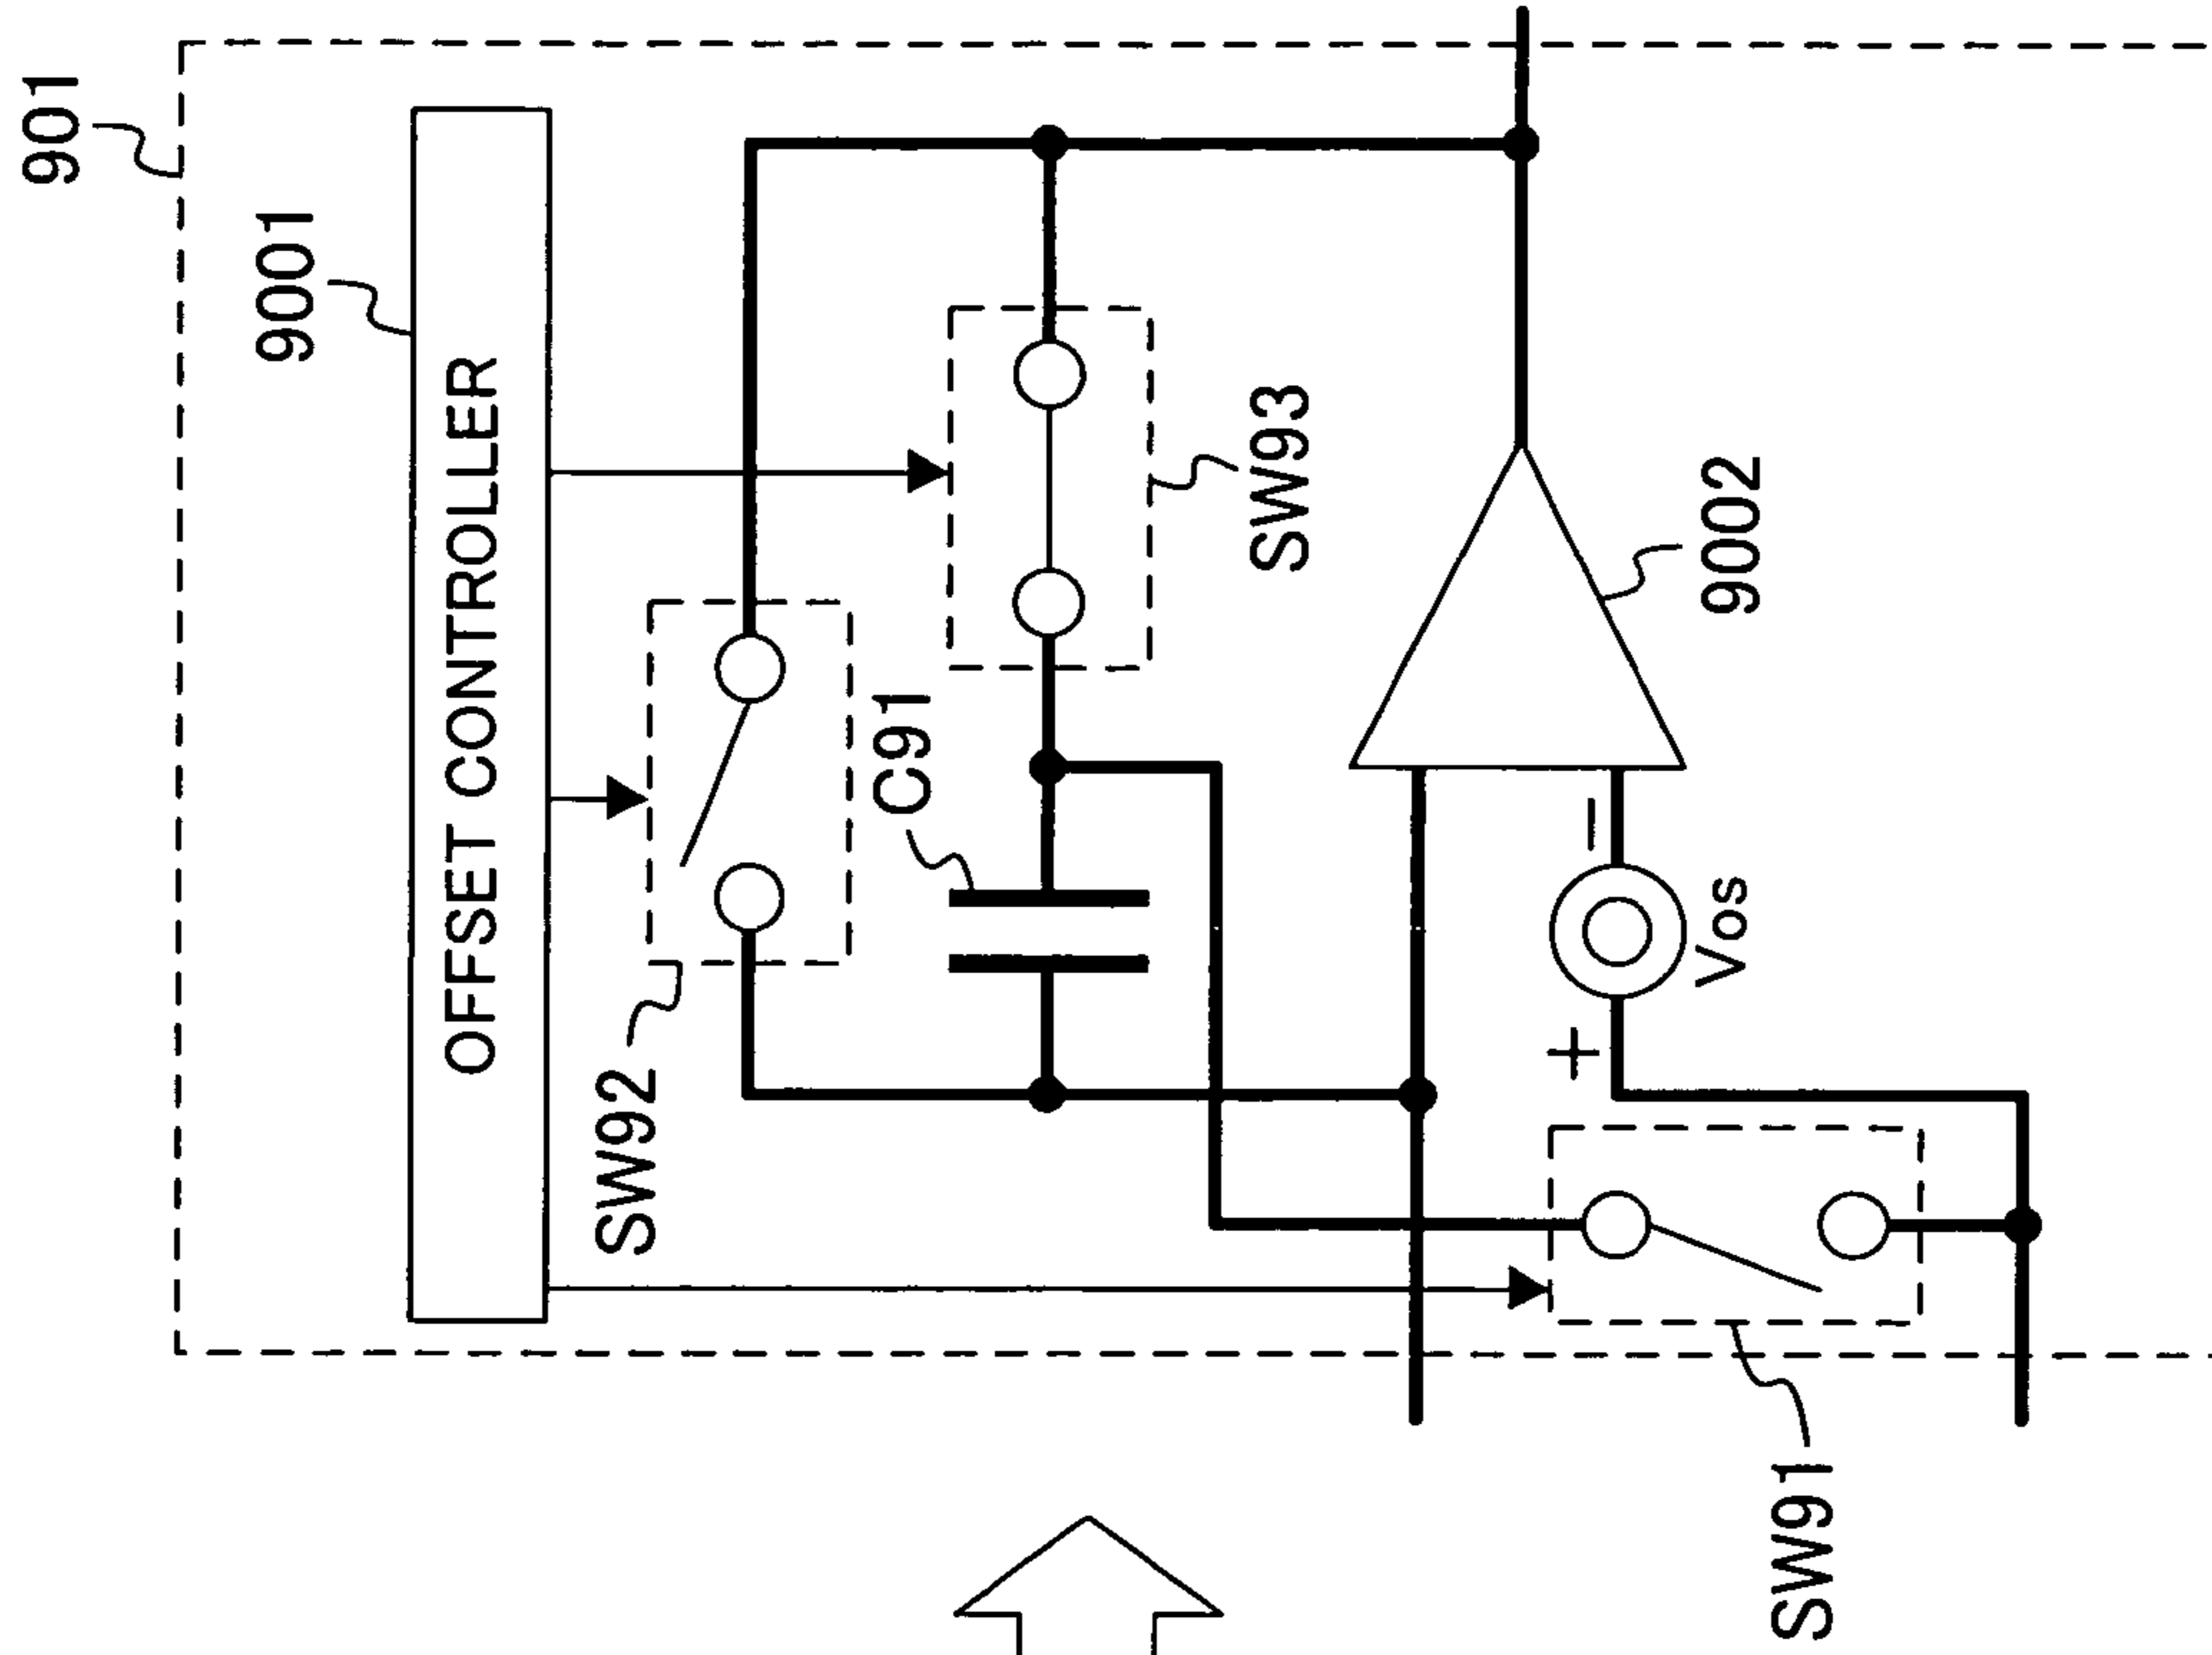 901
9001
OFFSET CONTROLLER
SW92
C91
SW93
9002
+
−
Vos
SW91